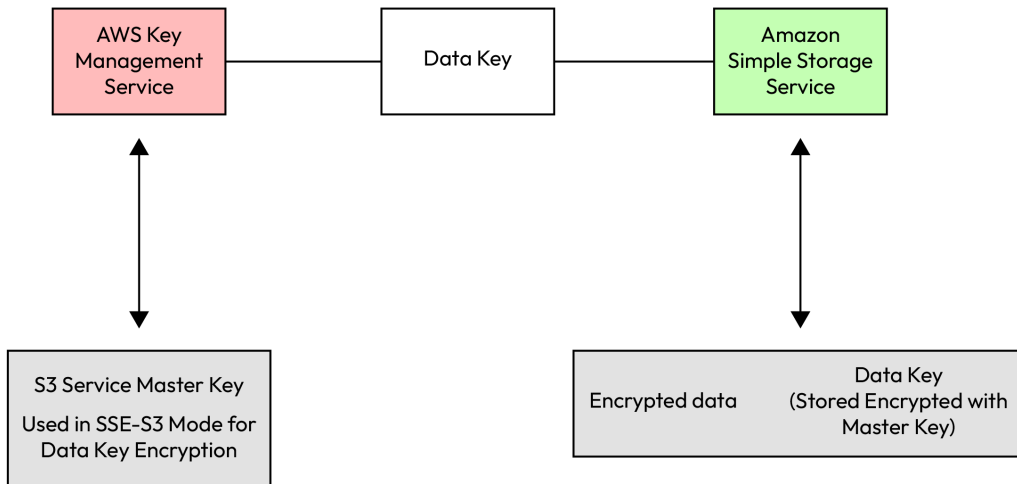 AWS Key
Management
Service
Data Key
Amazon
Simple Storage
Service
S3 Service Master Key
Used in SSE-S3 Mode for
Data Key Encryption
Encrypted data
Data Key
(Stored Encrypted with
Master Key)